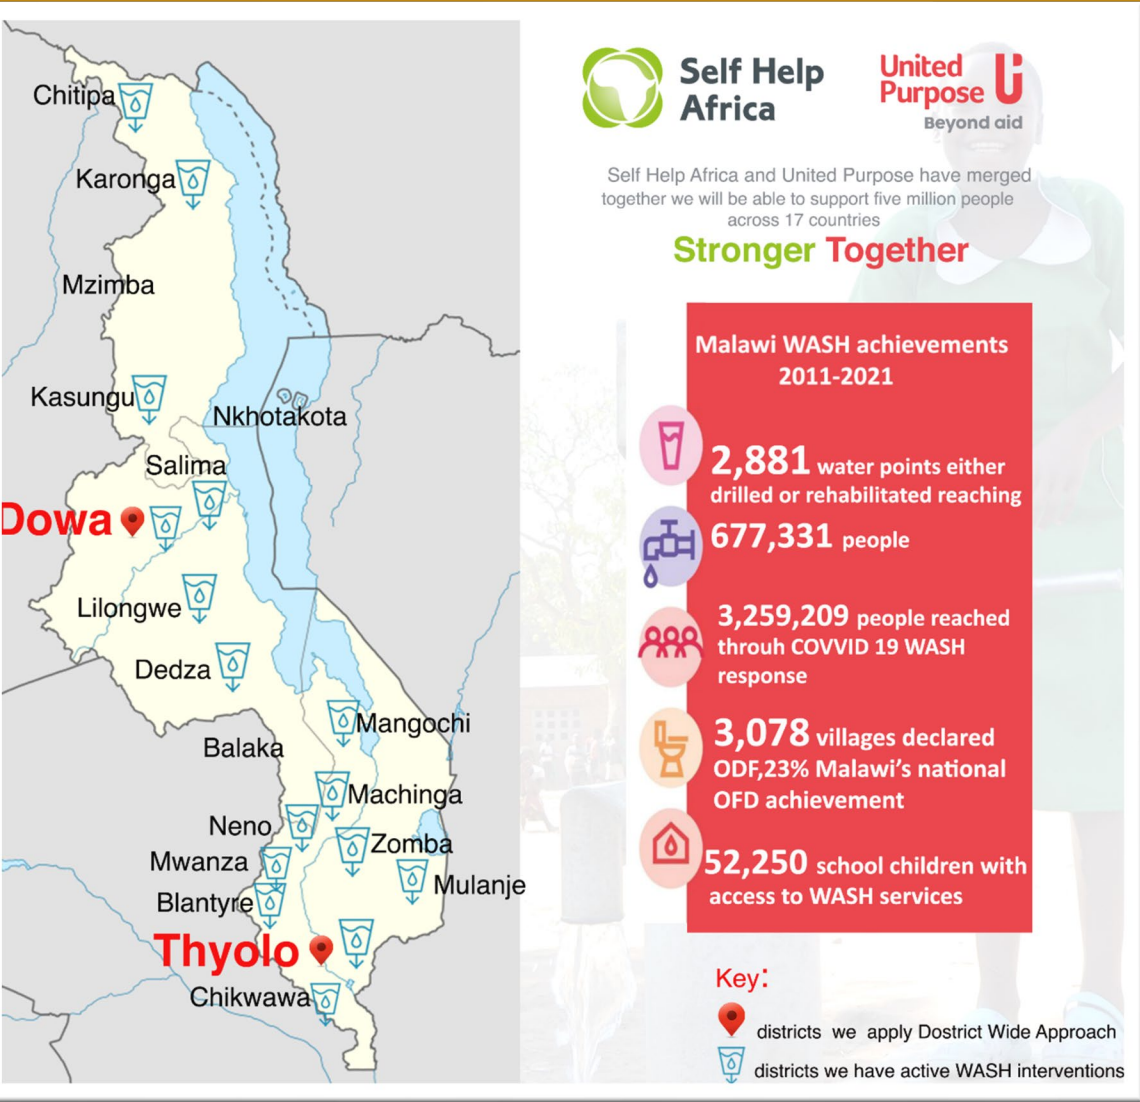 Chitipa
Karonga
Mzimba
Kasungu
Nkhotakota
Salima
Dowa
Lilongwe
Dedza
Mangochi
Balaka
Machinga
Neno
Zomba
Mwanza
Mulanje
Blantyre
Thyolo
Chikwawa
Self Help
Africa
United
Purpose
Beyond aid
Self Help Africa and United Purpose have merged
together we will be able to support five million people
across 17 countries
Stronger Together
Malawi WASH achievements
2011-2021
2,881 water points either
drilled or rehabilitated reaching
677,331 people
3,259,209 people reached
throuh COVVID 19 WASH
response
3,078 villages declared
ODF,23% Malawi's national
OFD achievement
52,250 school children with
access to WASH services
Key:
districts we apply Dostrict Wide Approach
districts we have active WASH interventions